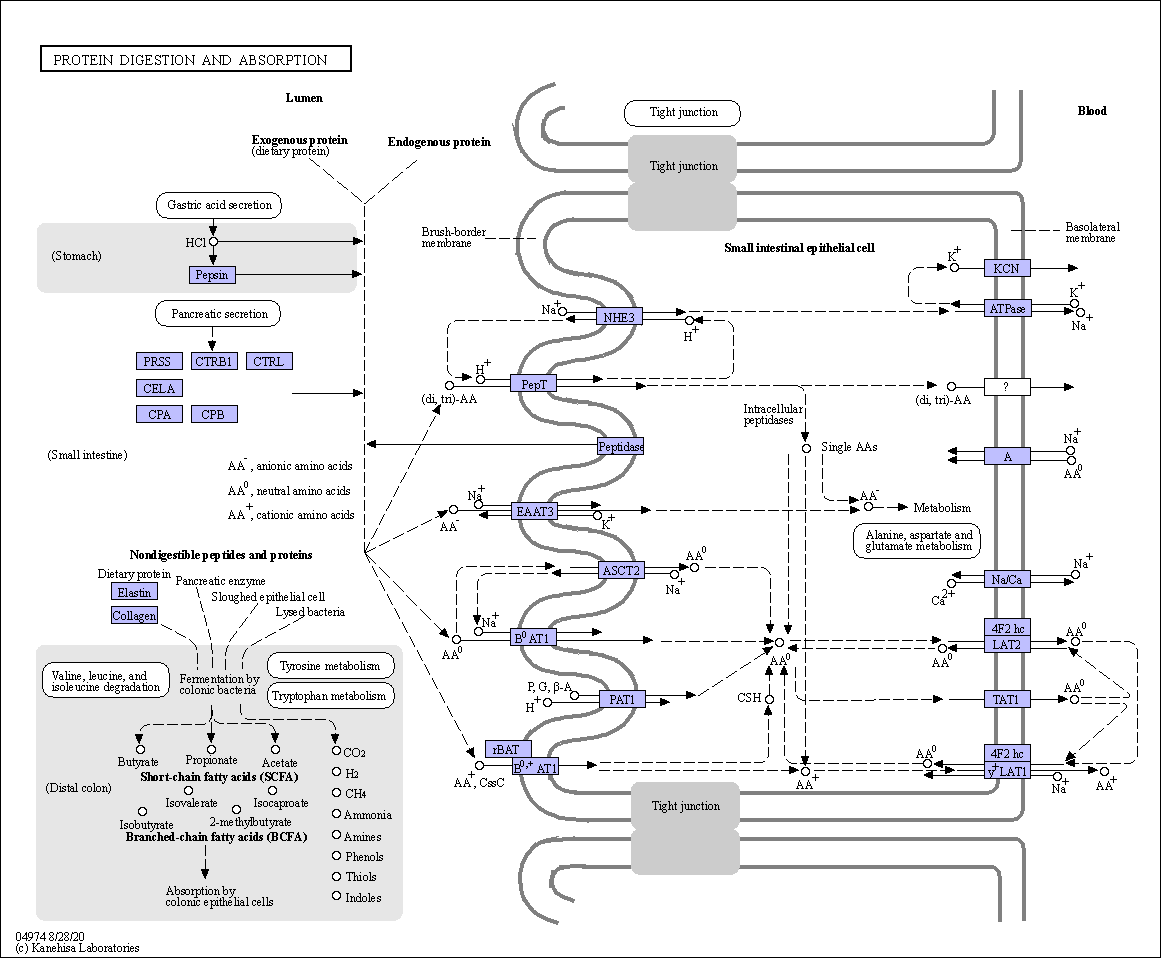 PROTEIN DIGESTION AND ABSORPTION
Lumen
Blood
Exogenous protein
(dietary protein)
Endogenous protein
Tight junction
Tight junction
Gastric acid secretion
HCl
(Stomach)
Pepsin
Pancreatic secretion
PRSS
CTRB1
CTRL
CELA
CPA
CPB
(Small intestine)
AA⁻, anionic amino acids
AA⁰, neutral amino acids
AA⁺, cationic amino acids
Brush-border
membrane
Small intestinal epithelial cell
Basolateral
membrane
K⁺
KCN
ATPase
K⁺
Na⁺
Na⁺
NHE3
H⁺
H⁺
PepT
(di, tri)-AA
Intracellular
peptidases
(di, tri)-AA
?
Peptidase
Single AAs
A
Na⁺
AA⁰
Na⁺
AA⁻
EAAT3
K⁺
AA⁻
Metabolism
Alanine, aspartate and
glutamate metabolism
ASCT2
AA⁰
Na⁺
Na/Ca
Na⁺
Ca²⁺
Na⁺
AA⁰
B⁰AT1
AA⁰
AA⁰
4F2 hc
LAT2
AA⁰
P, G, β-A
H⁺
PAT1
CSH
TAT1
AA⁰
rBAT
B⁰,⁺ AT1
AA⁺, CssC
AA⁺
AA⁰
4F2 hc
y⁺LAT1
Na⁺
AA⁺
Tight junction
Nondigestible peptides and proteins
Dietary protein
Elastin
Collagen
Pancreatic enzyme
Sloughed epithelial cell
Lysed bacteria
Valine, leucine, and
isoleucine degradation
Fermentation by
colonic bacteria
Tyrosine metabolism
Tryptophan metabolism
Butyrate
Propionate
Acetate
Short-chain fatty acids (SCFA)
(Distal colon)
Isovalerate
Isocaproate
Isobutyrate
2-methylbutyrate
Branched-chain fatty acids (BCFA)
Absorption by
colonic epithelial cells
CO₂
H₂
CH₄
Ammonia
Amines
Phenols
Thiols
Indoles
04974 8/28/20
(c) Kanehisa Laboratories